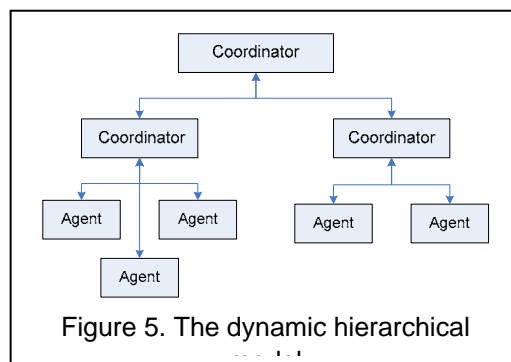 Coordinator
Coordinator
Coordinator
Agent
Agent
Agent
Agent
Agent
Figure 5. The dynamic hierarchical